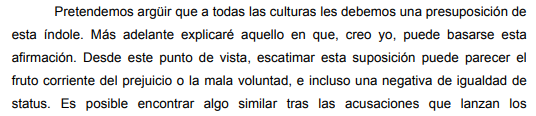 Pretendemos argüir que a todas las culturas les debemos una presuposición de
esta índole. Más adelante explicaré aquello en que, creo yo, puede basarse esta
afirmación. Desde este punto de vista, escatimar esta suposición puede parecer el
fruto corriente del prejuicio o la mala voluntad, e incluso una negativa de igualdad de
status. Es posible encontrar algo similar tras las acusaciones que lanzan los